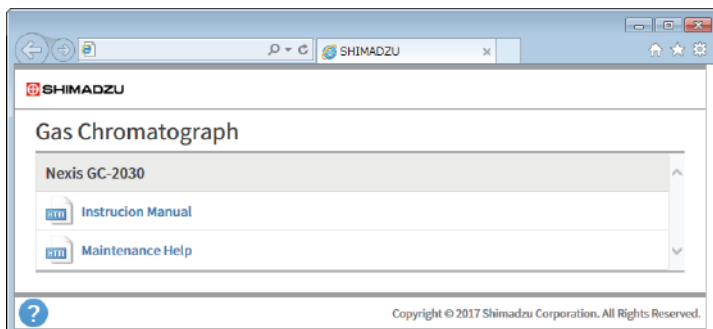 SHIMADZU
SHIMADZU
Gas Chromatograph
Nexis GC-2030
Instrucion Manual
Maintenance Help
?
Copyright © 2017 Shimadzu Corporation. All Rights Reserved.